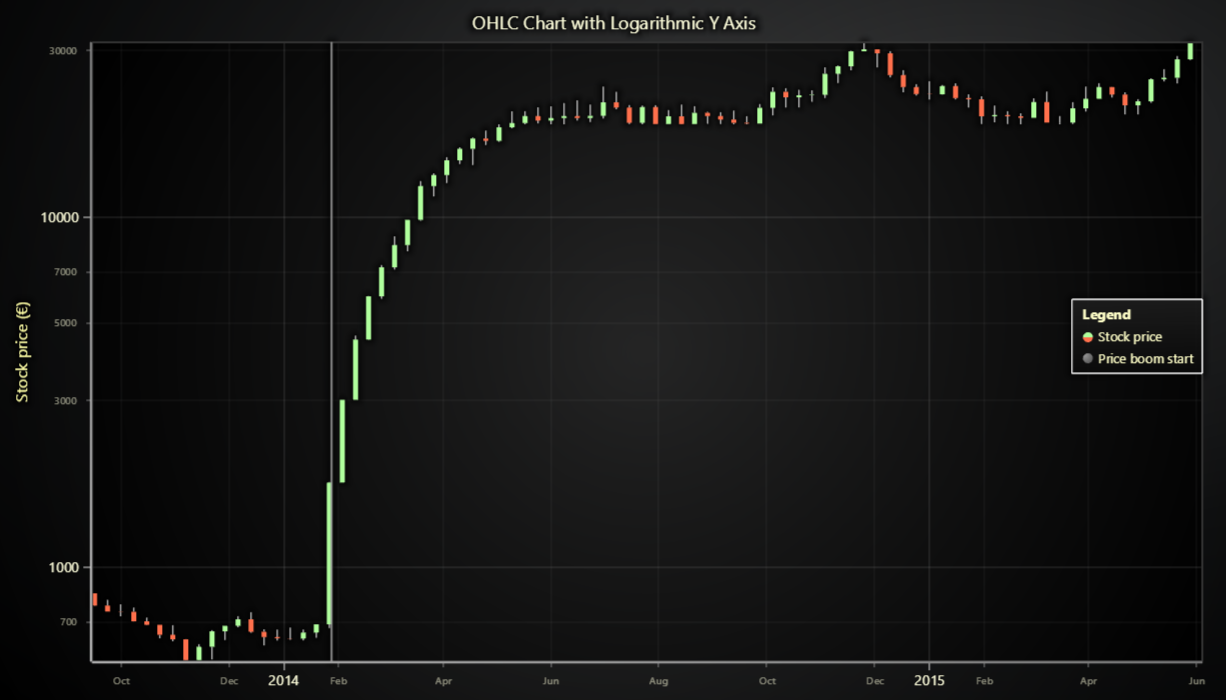 OHLC Chart with Logarithmic Y Axis
30000
10000
7000
5000
3000
1000
700
Stock price (€)
Legend
Stock price
Price boom start
Oct Dec 2014 Feb Apr Jun Aug Oct Dec 2015 Feb Apr Jun